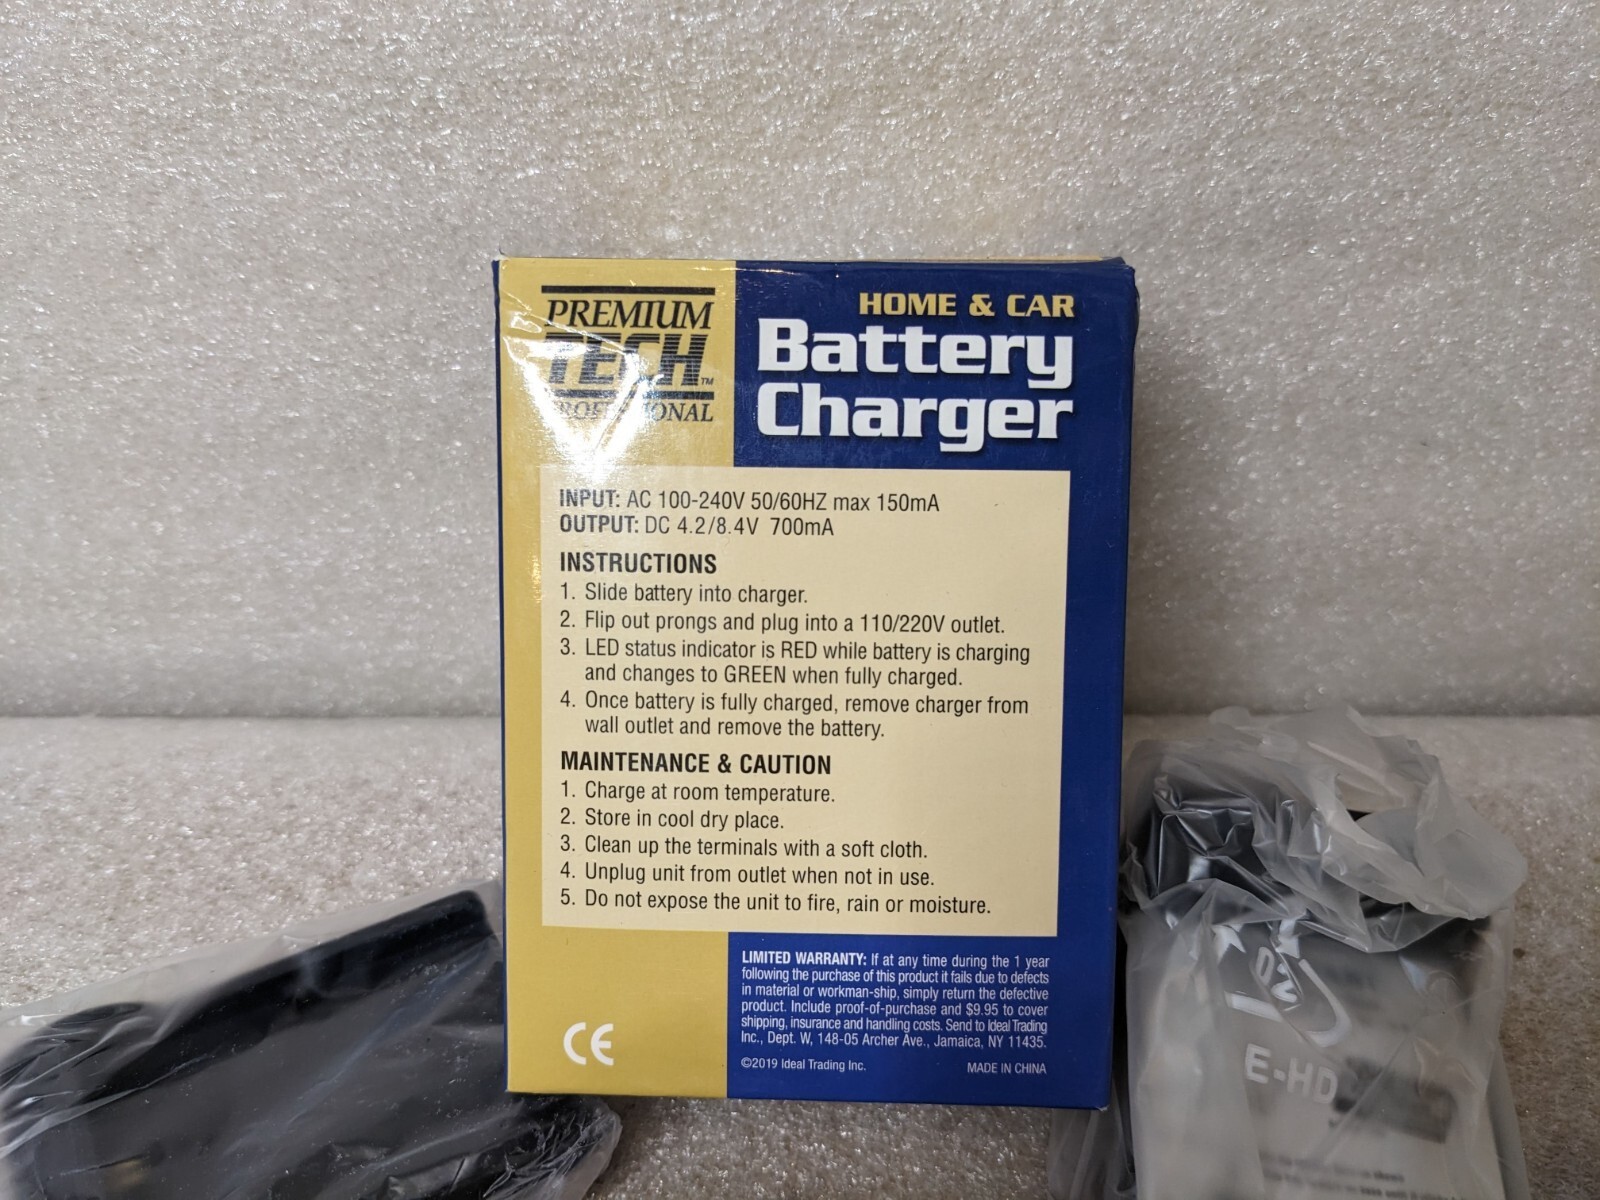 PREMIUM
TECH™
PROFESSIONAL
HOME & CAR
Battery
Charger
INPUT: AC 100-240V 50/60HZ max 150mA
OUTPUT: DC 4.2/8.4V 700mA
INSTRUCTIONS
1. Slide battery into charger.
2. Flip out prongs and plug into a 110/220V outlet.
3. LED status indicator is RED while battery is charging
and changes to GREEN when fully charged.
4. Once battery is fully charged, remove charger from
wall outlet and remove the battery.
MAINTENANCE & CAUTION
1. Charge at room temperature.
2. Store in cool dry place.
3. Clean up the terminals with a soft cloth.
4. Unplug unit from outlet when not in use.
5. Do not expose the unit to fire, rain or moisture.
LIMITED WARRANTY: If at any time during the 1 year
following the purchase of this product it fails due to defects
in material or workman-ship, simply return the defective
product. Include proof-of-purchase and $9.95 to cover
shipping, insurance and handling costs. Send to Ideal Trading
Inc., Dept. W, 148-05 Archer Ave., Jamaica, NY 11435.
©2019 Ideal Trading Inc. MADE IN CHINA
CE
02
E-HD